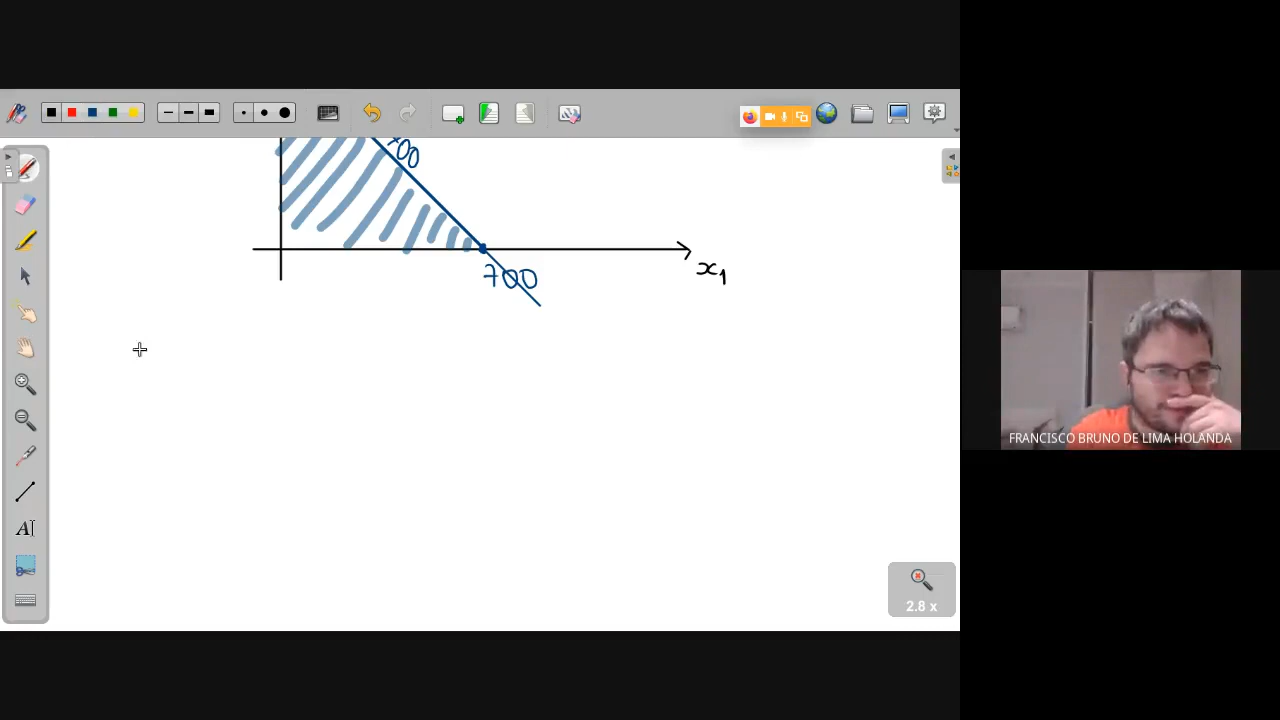 700
700
x₁
FRANCISCO BRUNO DE LIMA HOLANDA
A
2.8 x